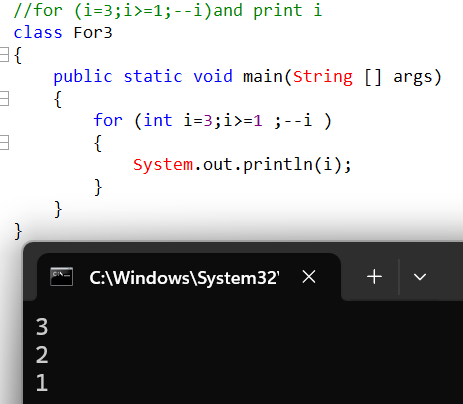 //for (i=3;i>=1;--i)and print i
class For3
{
public static void main(String [] args)
{
for (int i=3;i>=1 ;--i )
{
System.out.println(i);
}
}
}
C:\Windows\System32\
3
2
1